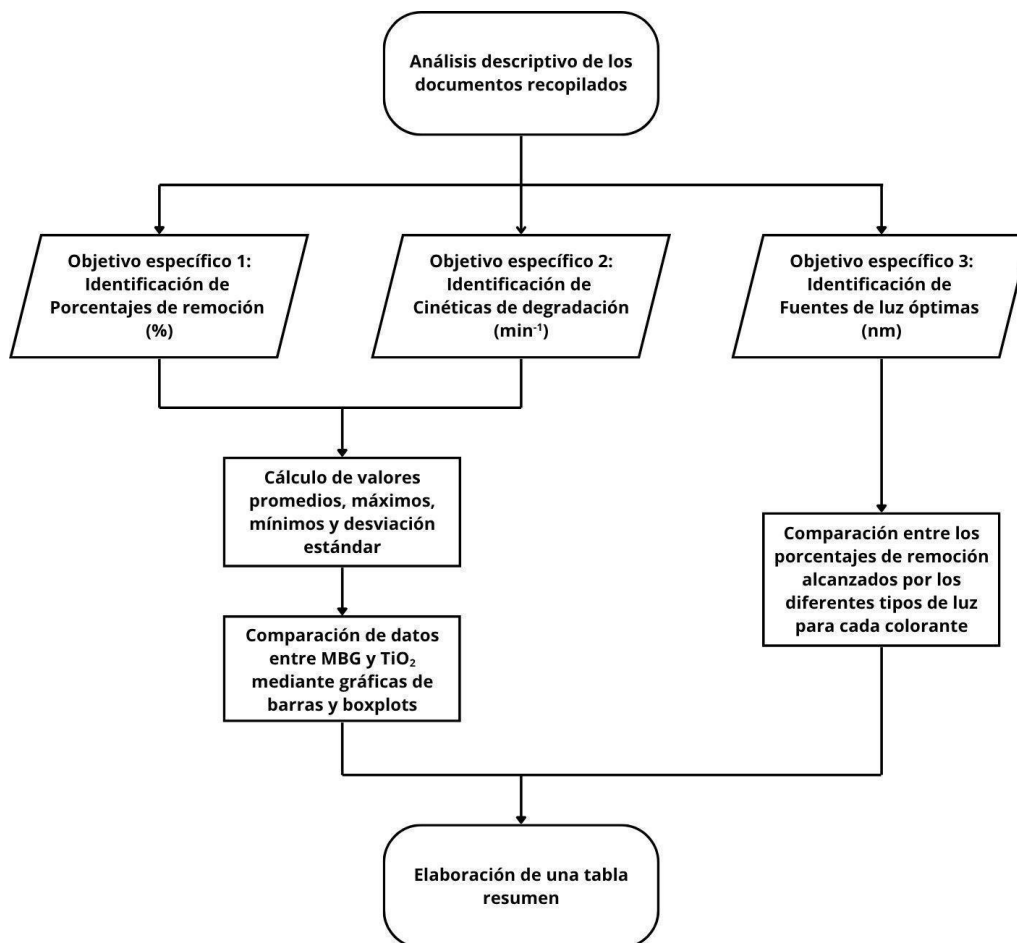 Análisis descriptivo de los
documentos recopilados
Objetivo específico 1:
Identificación de
Porcentajes de remoción
(%)
Objetivo específico 2:
Identificación de
Cinéticas de degradación
(min⁻¹)
Objetivo específico 3:
Identificación de
Fuentes de luz óptimas
(nm)
Cálculo de valores
promedios, máximos,
mínimos y desviación
estándar
Comparación de datos
entre MBG y TiO₂
mediante gráficas de
barras y boxplots
Comparación entre los
porcentajes de remoción
alcanzados por los
diferentes tipos de luz
para cada colorante
Elaboración de una tabla
resumen